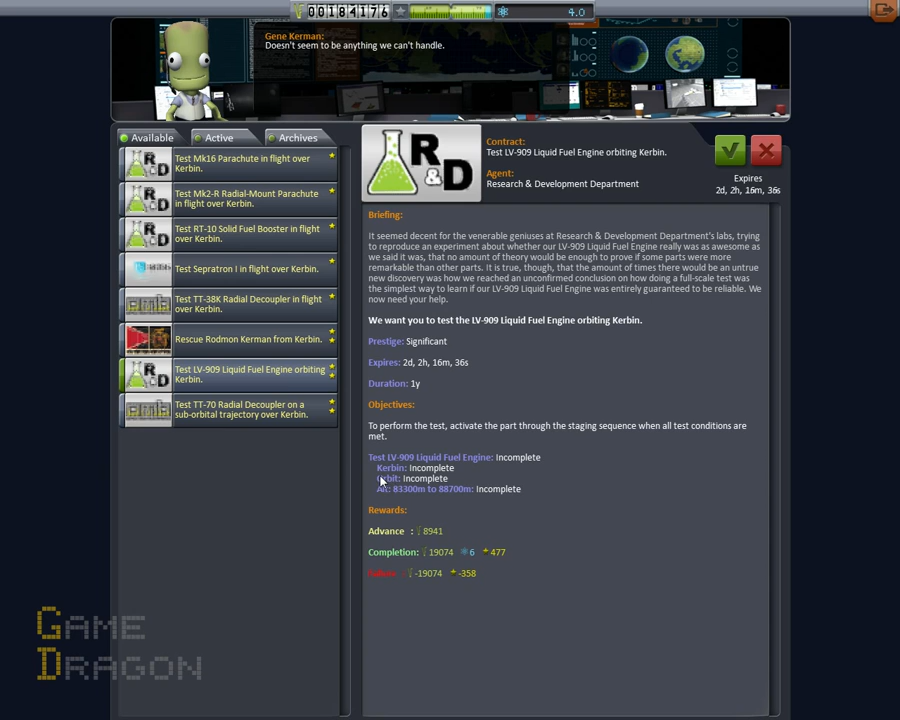 00184176
4.0
Gene Kerman:
Doesn't seem to be anything we can't handle.
Available
Active
Archives
R&D
Test Mk16 Parachute in flight over
Kerbin.
R&D
Test Mk2-R Radial-Mount Parachute
in flight over Kerbin.
R&D
Test RT-10 Solid Fuel Booster in flight
over Kerbin.
Test Sepratron I in flight over Kerbin.
Test TT-38K Radial Decoupler in flight
over Kerbin.
Rescue Rodmon Kerman from Kerbin.
R&D
Test LV-909 Liquid Fuel Engine orbiting
Kerbin.
Test TT-70 Radial Decoupler on a
sub-orbital trajectory over Kerbin.
R&D
Contract:
Test LV-909 Liquid Fuel Engine orbiting Kerbin.
Agent:
Research & Development Department
Expires
2d, 2h, 16m, 36s
Briefing:
It seemed decent for the venerable geniuses at Research & Development Department's labs, trying
to reproduce an experiment about whether our LV-909 Liquid Fuel Engine really was as awesome as
we said it was, that no amount of theory would be enough to prove if some parts were more
remarkable than other parts. It is true, though, that the amount of times there would be an untrue
new discovery was how we reached an unconfirmed conclusion on how doing a full-scale test was
the simplest way to learn if our LV-909 Liquid Fuel Engine was entirely guaranteed to be reliable. We
now need your help.
We want you to test the LV-909 Liquid Fuel Engine orbiting Kerbin.
Prestige: Significant
Expires: 2d, 2h, 16m, 36s
Duration: 1y
Objectives:
To perform the test, activate the part through the staging sequence when all test conditions are
met.
Test LV-909 Liquid Fuel Engine: Incomplete
Kerbin: Incomplete
Orbit: Incomplete
Alt: 83300m to 88700m: Incomplete
Rewards:
Advance : 8941
Completion: 19074 6 477
Failure: -19074 -358
GAME
DRAGON